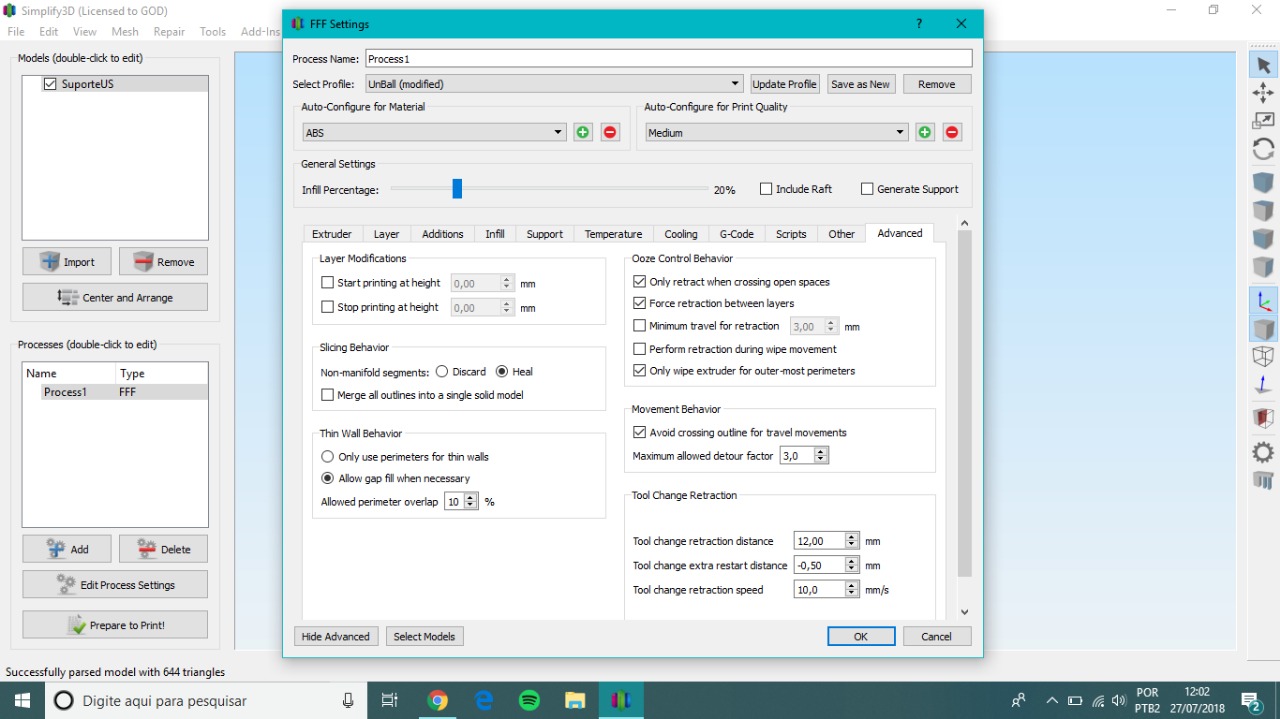 Simplify3D (Licensed to GOD)
File Edit View Mesh Repair Tools Add-Ins
Models (double-click to edit)
SuporteUS
Import Remove
Center and Arrange
Processes (double-click to edit)
Name Type
Process1 FFF
Add Delete
Edit Process Settings
Prepare to Print!
Successfully parsed model with 644 triangles
FFF Settings ?
Process Name: Process1
Select Profile: UnBall (modified) Update Profile Save as New Remove
Auto-Configure for Material
ABS
Auto-Configure for Print Quality
Medium
General Settings
Infill Percentage: 20% Include Raft Generate Support
Extruder Layer Additions Infill Support Temperature Cooling G-Code Scripts Other Advanced
Layer Modifications
Start printing at height 0,00 mm
Stop printing at height 0,00 mm
Slicing Behavior
Non-manifold segments: Discard Heal
Merge all outlines into a single solid model
Thin Wall Behavior
Only use perimeters for thin walls
Allow gap fill when necessary
Allowed perimeter overlap 10 %
Ooze Control Behavior
Only retract when crossing open spaces
Force retraction between layers
Minimum travel for retraction 3,00 mm
Perform retraction during wipe movement
Only wipe extruder for outer-most perimeters
Movement Behavior
Avoid crossing outline for travel movements
Maximum allowed detour factor 3,0
Tool Change Retraction
Tool change retraction distance 12,00 mm
Tool change extra restart distance -0,50 mm
Tool change retraction speed 10,0 mm/s
Hide Advanced Select Models OK Cancel
Digite aqui para pesquisar
POR
PTB2
12:02
27/07/2018
2